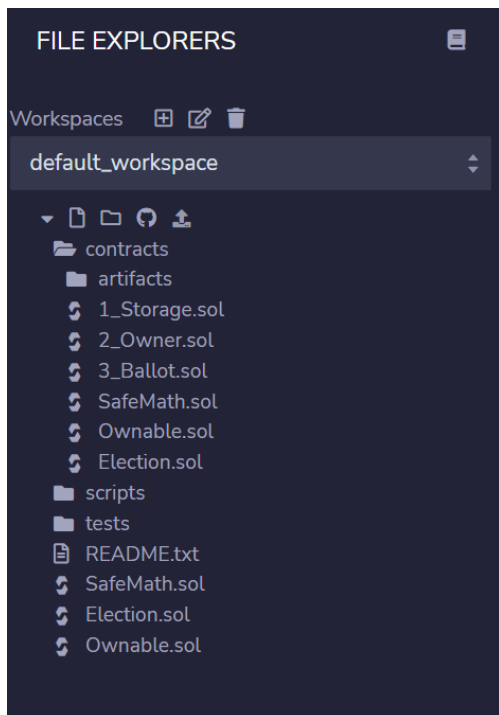 FILE EXPLORERS
Workspaces
default_workspace
contracts
artifacts
1_Storage.sol
2_Owner.sol
3_Ballot.sol
SafeMath.sol
Ownable.sol
Election.sol
scripts
tests
README.txt
SafeMath.sol
Election.sol
Ownable.sol